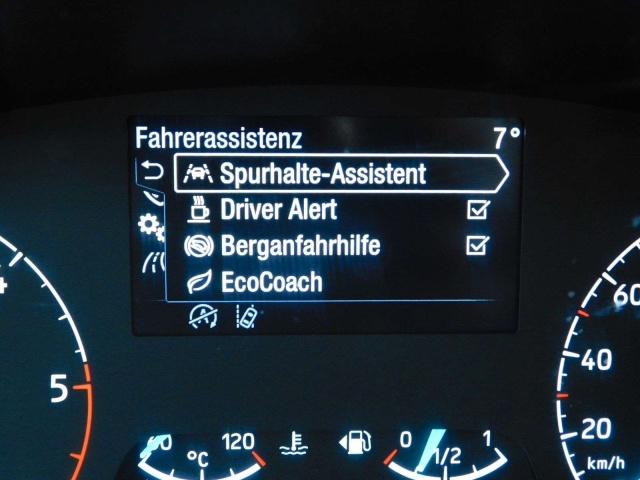 Fahrerassistenz 7°
Spurhalte-Assistent
Driver Alert
Berganfahrhilfe
EcoCoach
5
60
40
20
km/h
120
°C
0 1/2 1